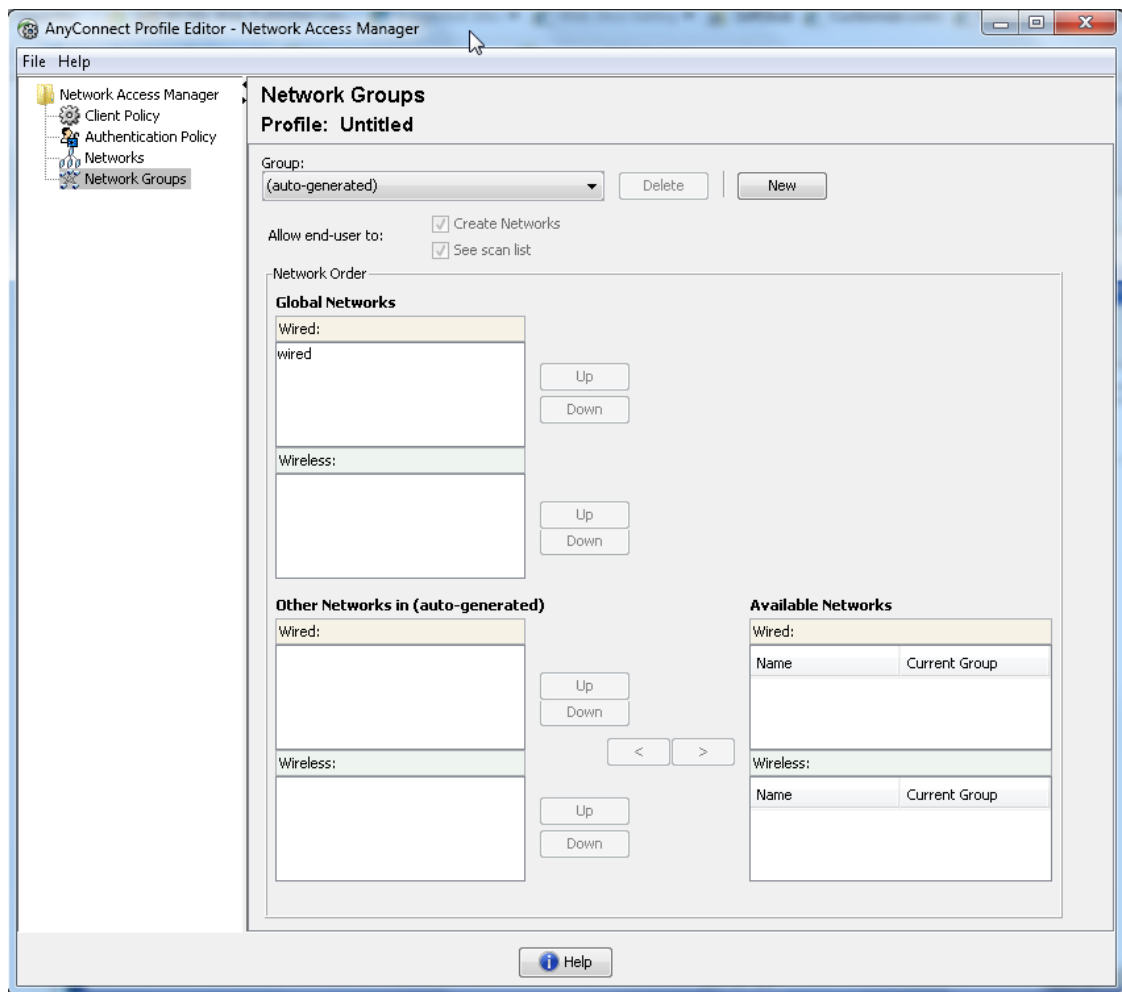 AnyConnect Profile Editor - Network Access Manager
File Help
Network Access Manager
Client Policy
Authentication Policy
Networks
Network Groups
Network Groups
Profile: Untitled
Group:
(auto-generated)
Delete
New
Allow end-user to:
Create Networks
See scan list
Network Order
Global Networks
Wired:
wired
Up
Down
Wireless:
Up
Down
Other Networks in (auto-generated)
Wired:
Up
Down
< >
Wireless:
Up
Down
Available Networks
Wired:
Name Current Group
Wireless:
Name Current Group
Help